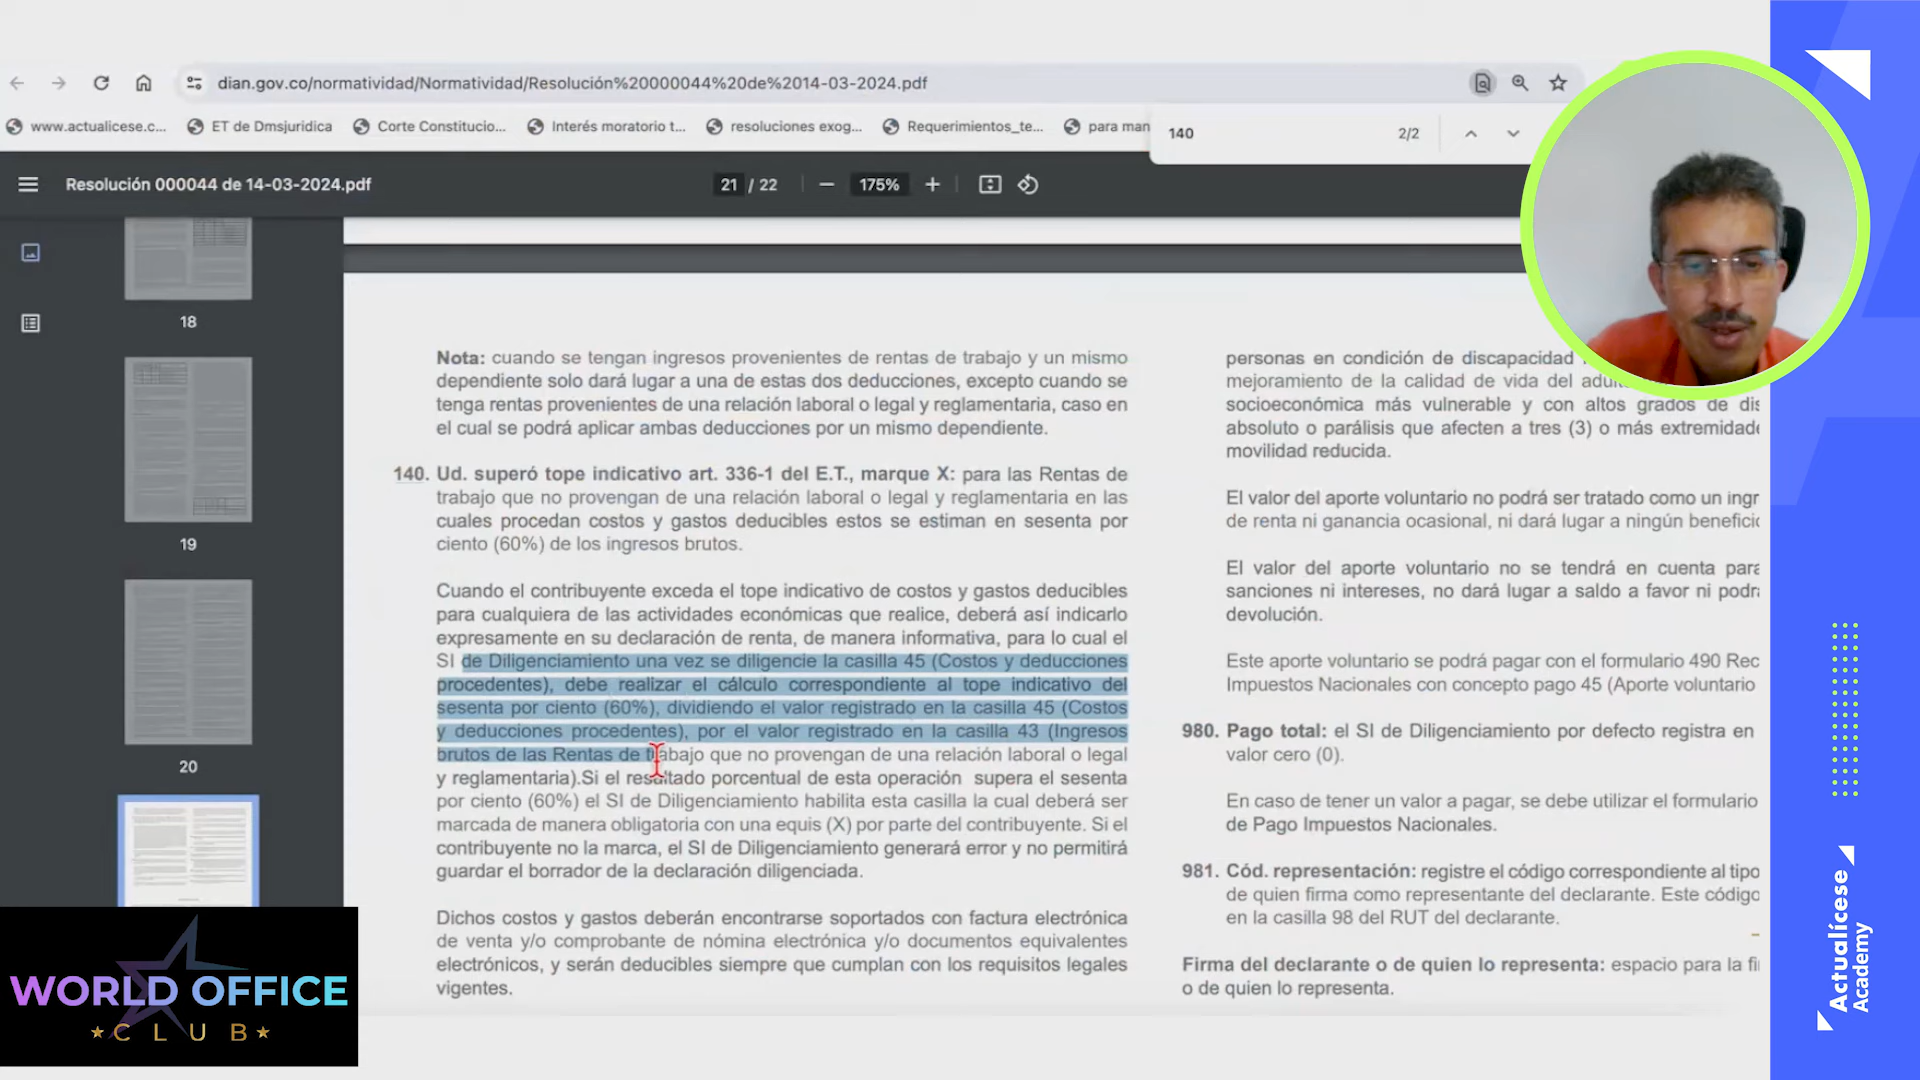 dian.gov.co/normatividad/Normatividad/Resolución%20000044%20de%2014-03-2024.pdf
www.actualicese.c...
ET de Dmsjuridica
Corte Constitucio...
Interés moratorio t...
resoluciones exog...
Requerimientos_te...
para man
140
2/2
Resolución 000044 de 14-03-2024.pdf
21 / 22
175%
18
19
20
Nota: cuando se tengan ingresos provenientes de rentas de trabajo y un mismo
dependiente solo dará lugar a una de estas dos deducciones, excepto cuando se
tenga rentas provenientes de una relación laboral o legal y reglamentaria, caso en
el cual se podrá aplicar ambas deducciones por un mismo dependiente.
140. Ud. superó tope indicativo art. 336-1 del E.T., marque X: para las Rentas de
trabajo que no provengan de una relación laboral o legal y reglamentaria en las
cuales procedan costos y gastos deducibles estos se estiman en sesenta por
ciento (60%) de los ingresos brutos.
Cuando el contribuyente exceda el tope indicativo de costos y gastos deducibles
para cualquiera de las actividades económicas que realice, deberá así indicarlo
expresamente en su declaración de renta, de manera informativa, para lo cual el
SI de Diligenciamiento una vez se diligencie la casilla 45 (Costos y deducciones
procedentes), debe realizar el cálculo correspondiente al tope indicativo del
sesenta por ciento (60%), dividiendo el valor registrado en la casilla 45 (Costos
y deducciones procedentes), por el valor registrado en la casilla 43 (Ingresos
brutos de las Rentas de trabajo que no provengan de una relación laboral o legal
y reglamentaria).Si el resultado porcentual de esta operación supera el sesenta
por ciento (60%) el SI de Diligenciamiento habilita esta casilla la cual deberá ser
marcada de manera obligatoria con una equis (X) por parte del contribuyente. Si el
contribuyente no la marca, el SI de Diligenciamiento generará error y no permitirá
guardar el borrador de la declaración diligenciada.
Dichos costos y gastos deberán encontrarse soportados con factura electrónica
de venta y/o comprobante de nómina electrónica y/o documentos equivalentes
electrónicos, y serán deducibles siempre que cumplan con los requisitos legales
vigentes.
personas en condición de discapacidad
mejoramiento de la calidad de vida del
socioeconómica más vulnerable y con altos grados de dis
absoluto o parálisis que afecten a tres (3) o más extremidade
movilidad reducida.
El valor del aporte voluntario no podrá ser tratado como un ingr
de renta ni ganancia ocasional, ni dará lugar a ningún beneficio
El valor del aporte voluntario no se tendrá en cuenta para
sanciones ni intereses, no dará lugar a saldo a favor ni podrá
devolución.
Este aporte voluntario se podrá pagar con el formulario 490 Rec
Impuestos Nacionales con concepto pago 45 (Aporte voluntario
980. Pago total: el SI de Diligenciamiento por defecto registra en
valor cero (0).
En caso de tener un valor a pagar, se debe utilizar el formulario
de Pago Impuestos Nacionales.
981. Cód. representación: registre el código correspondiente al tipo
de quien firma como representante del declarante. Este código
en la casilla 98 del RUT del declarante.
Firma del declarante o de quien lo representa: espacio para la fi
o de quien lo representa.
WORLD OFFICE
CLUB
Actualícese
Academy